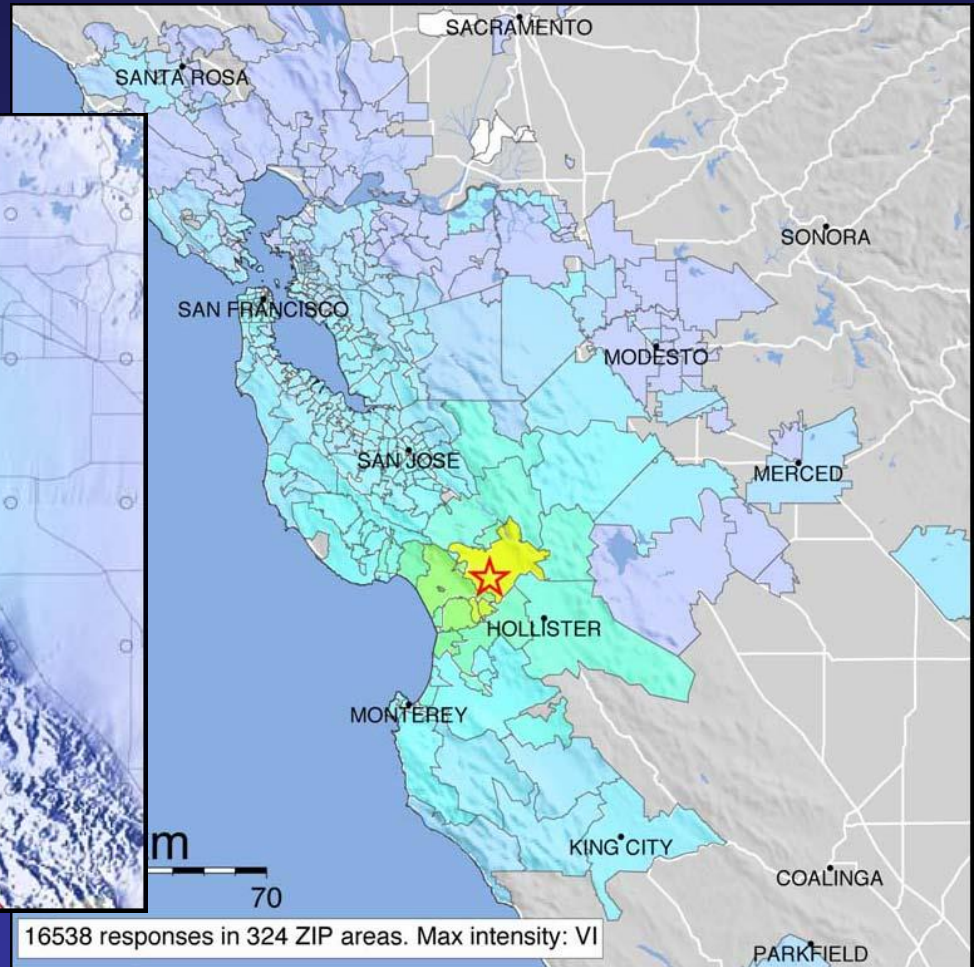 SACRAMENTO
SANTA ROSA
SONORA
SAN FRANCISCO
MODESTO
SAN JOSE
MERCED
HOLLISTER
MONTEREY
KING CITY
COALINGA
70
16538 responses in 324 ZIP areas. Max intensity: VI
PARKFIELD